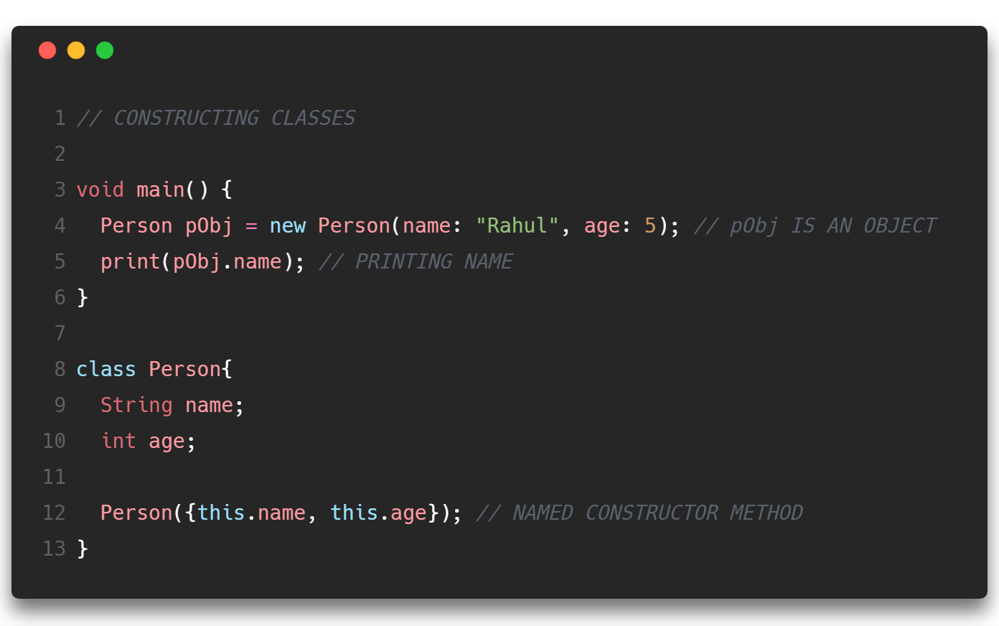 1 // CONSTRUCTING CLASSES
2
3 void main() {
4   Person pObj = new Person(name: "Rahul", age: 5); // pObj IS AN OBJECT
5   print(pObj.name); // PRINTING NAME
6 }
7
8 class Person{
9   String name;
10   int age;
11
12   Person({this.name, this.age}); // NAMED CONSTRUCTOR METHOD
13 }